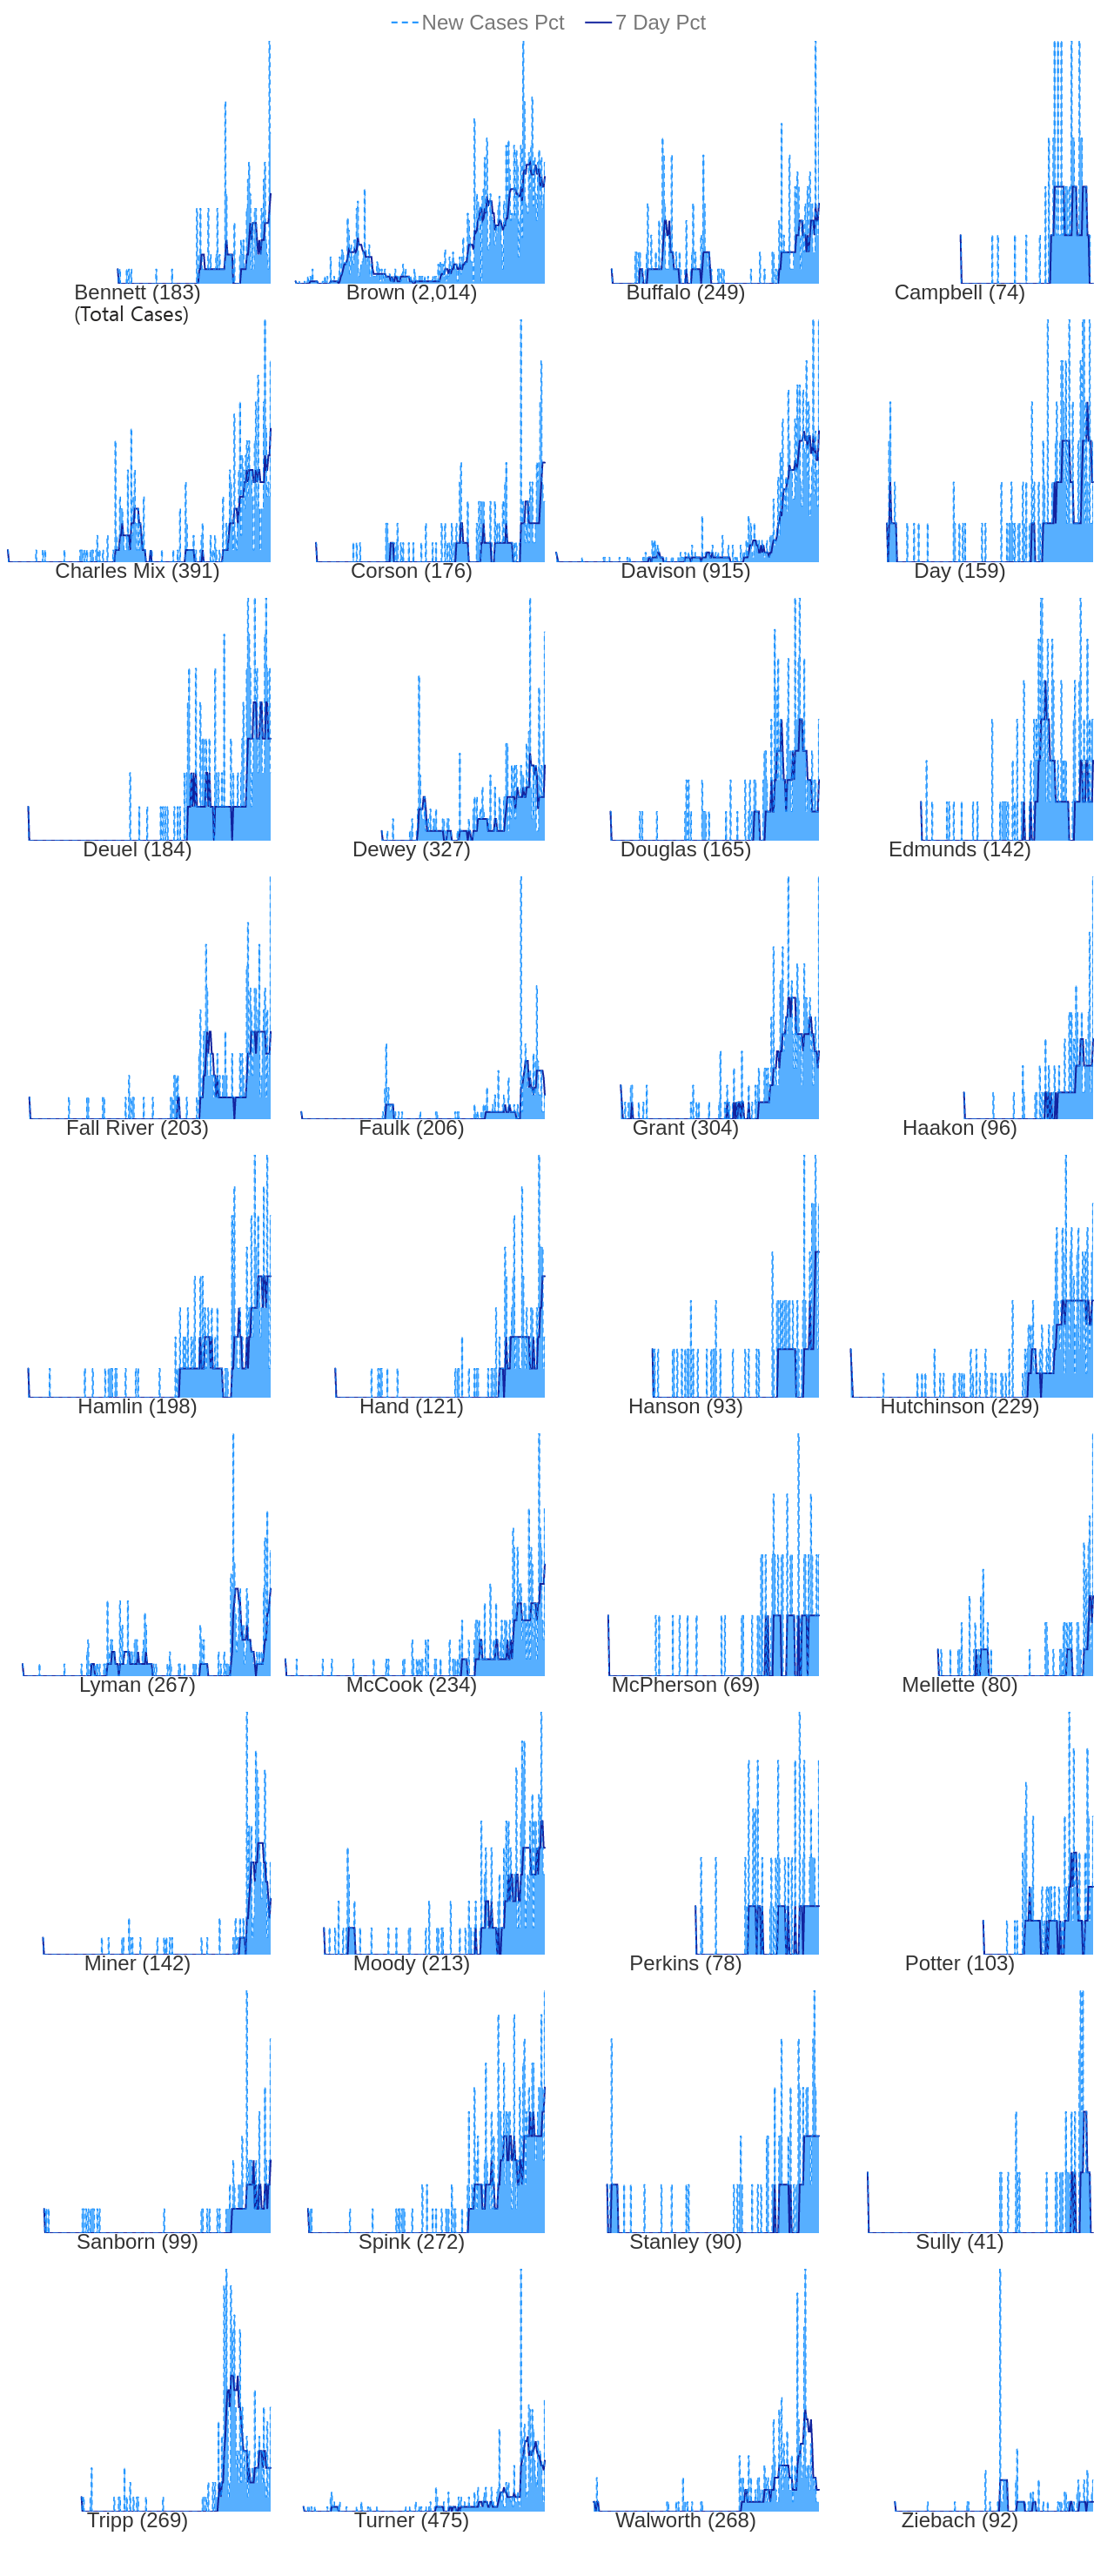 New Cases Pct 7 Day Pct
Bennett (183) Brown (2,014) Buffalo (249) Campbell (74)
(Total Cases)
Charles Mix (391) Corson (176) Davison (915) Day (159)
Deuel (184) Dewey (327) Douglas (165) Edmunds (142)
Fall River (203) Faulk (206) Grant (304) Haakon (96)
Hamlin (198) Hand (121) Hanson (93) Hutchinson (229)
Lyman (267) McCook (234) McPherson (69) Mellette (80)
Miner (142) Moody (213) Perkins (78) Potter (103)
Sanborn (99) Spink (272) Stanley (90) Sully (41)
Tripp (269) Turner (475) Walworth (268) Ziebach (92)